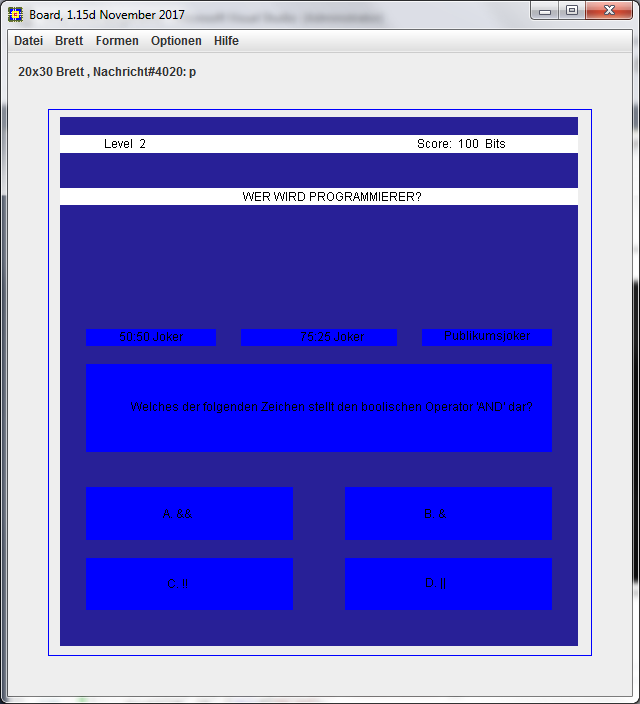 Board, 1.15d November 2017
Datei Brett Formen Optionen Hilfe
20x30 Brett , Nachricht#4020: p
Level 2 Score: 100 Bits
WER WIRD PROGRAMMIERER?
50:50 Joker 75:25 Joker Publikumsjoker
Welches der folgenden Zeichen stellt den boolischen Operator "AND" dar?
A: && B: &
D: |